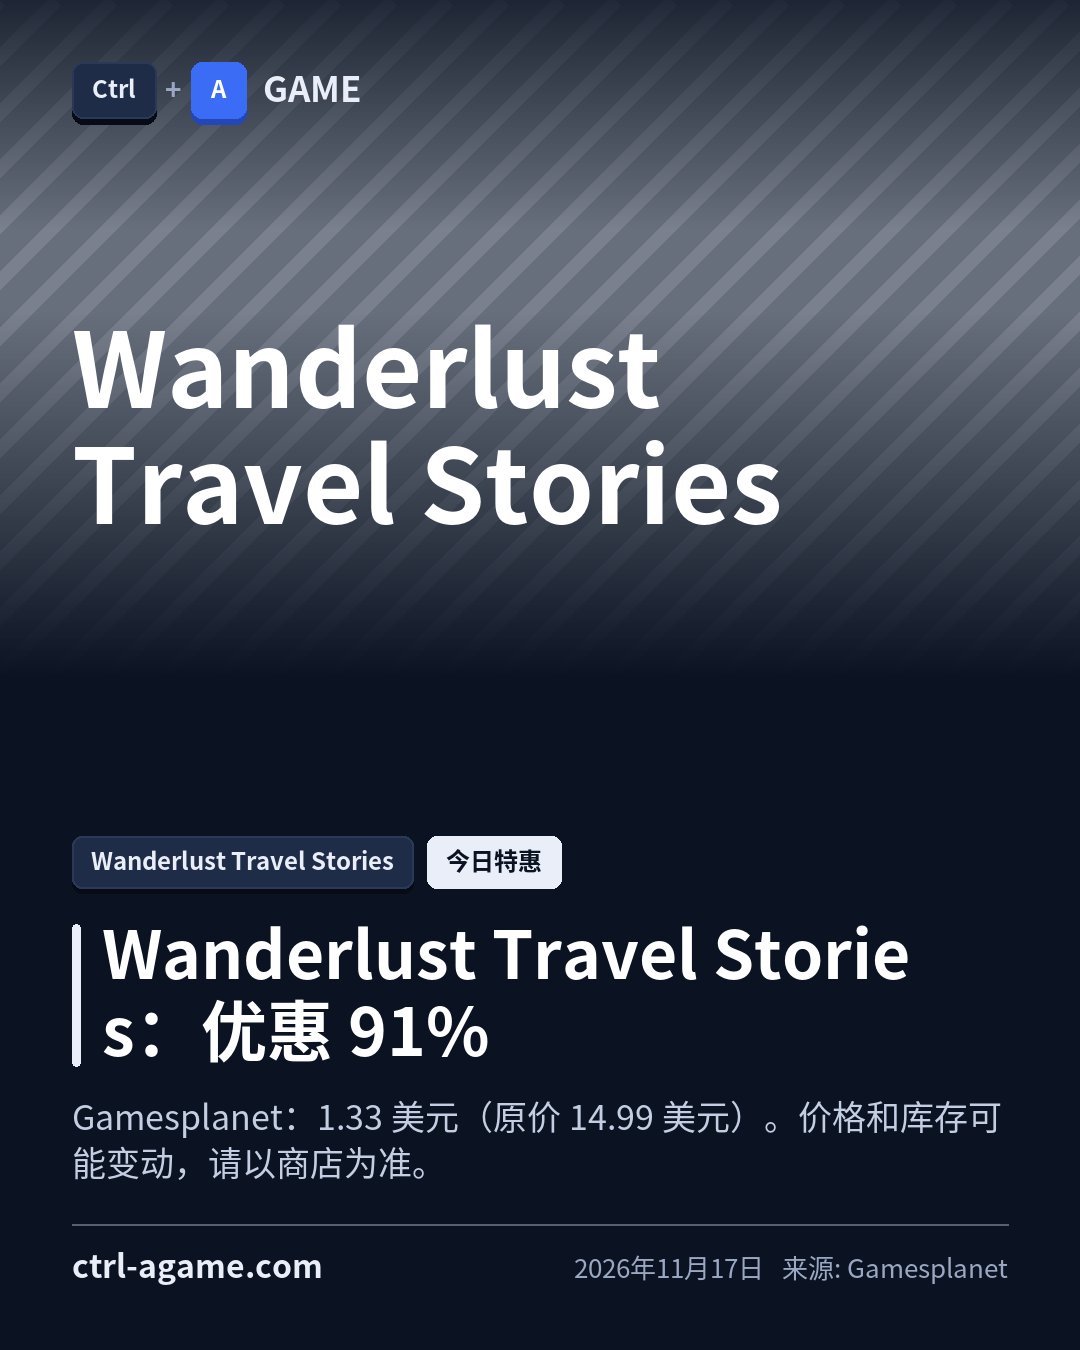 Ctrl + A GAME
Wanderlust
Travel Stories
Wanderlust Travel Stories 今日特惠
Wanderlust Travel Storie
s：优惠 91%
Gamesplanet：1.33 美元（原价 14.99 美元）。价格和库存可
能变动，请以商店为准。
ctrl-agame.com 2026年11月17日 来源: Gamesplanet